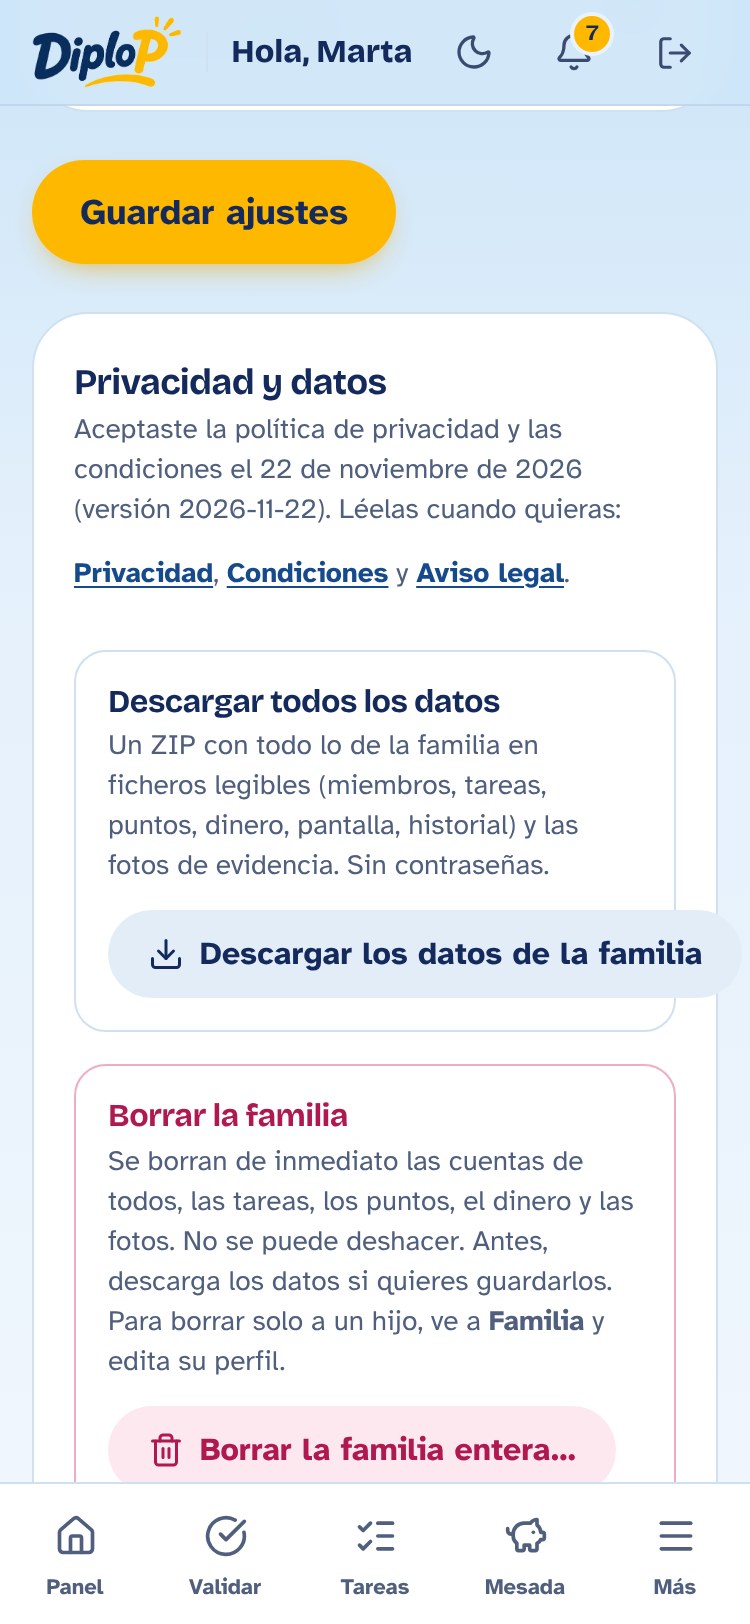 DiploP
Hola, Marta
7
Guardar ajustes
Privacidad y datos
Aceptaste la política de privacidad y las
condiciones el 22 de noviembre de 2026
(versión 2026-11-22). Léelas cuando quieras:
Privacidad, Condiciones y Aviso legal.
Descargar todos los datos
Un ZIP con todo lo de la familia en
ficheros legibles (miembros, tareas,
puntos, dinero, pantalla, historial) y las
fotos de evidencia. Sin contraseñas.
Descargar los datos de la familia
Borrar la familia
Se borran de inmediato las cuentas de
todos, las tareas, los puntos, el dinero y las
fotos. No se puede deshacer. Antes,
descarga los datos si quieres guardarlos.
Para borrar solo a un hijo, ve a Familia y
edita su perfil.
Borrar la familia entera...
Panel
Validar
Tareas
Mesada
Más